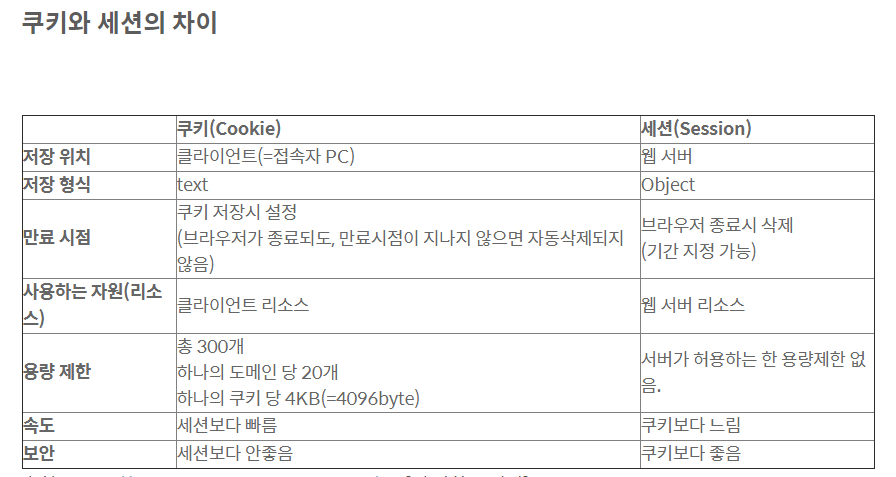 쿠키와 세션의 차이
쿠키(Cookie) 세션(Session)
저장 위치 클라이언트(=접속자 PC) 웹 서버
저장 형식 text Object
만료 시점
쿠키 저장시 설정
(브라우저가 종료되도, 만료시점이 지나지 않으면 자동삭제되지
않음)
브라우저 종료시 삭제
(기간 지정 가능)
사용하는 자원(리소
스)
클라이언트 리소스
웹 서버 리소스
용량 제한
총 300개
하나의 도메인 당 20개
하나의 쿠키 당 4KB(=4096byte)
서버가 허용하는 한 용량제한 없
음.
속도 세션보다 빠름 쿠키보다 느림
보안 세션보다 안좋음 쿠키보다 좋음